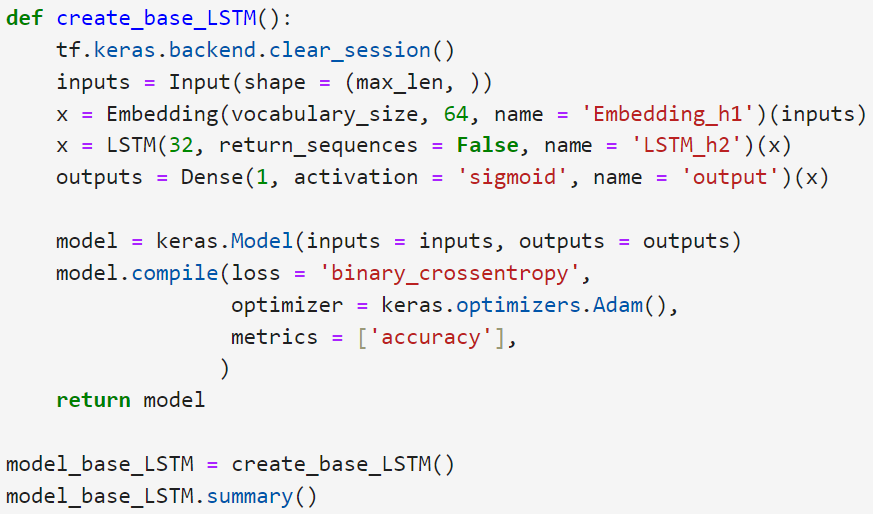 def create_base_LSTM():
    tf.keras.backend.clear_session()
    inputs = Input(shape = (max_len, ))
    x = Embedding(vocabulary_size, 64, name = 'Embedding_h1')(inputs)
    x = LSTM(32, return_sequences = False, name = 'LSTM_h2')(x)
    outputs = Dense(1, activation = 'sigmoid', name = 'output')(x)

    model = keras.Model(inputs = inputs, outputs = outputs)
    model.compile(loss = 'binary_crossentropy',
                  optimizer = keras.optimizers.Adam(),
                  metrics = ['accuracy'],
                 )
    return model

model_base_LSTM = create_base_LSTM()
model_base_LSTM.summary()